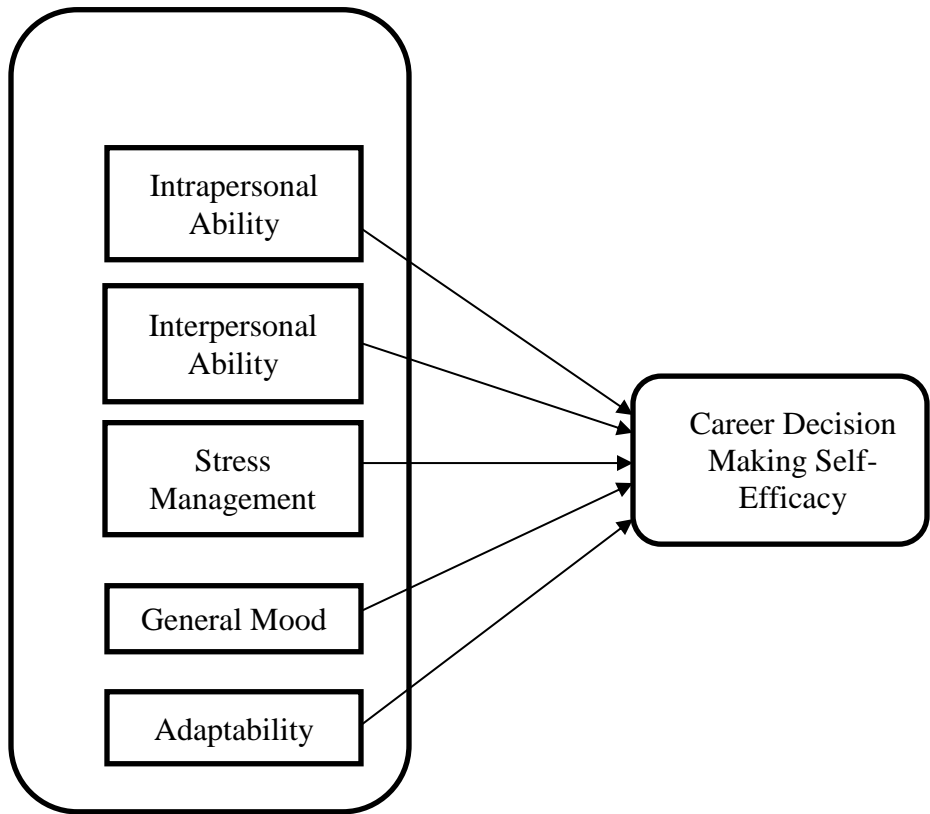 Intrapersonal
Ability
Interpersonal
Ability
Stress
Management
General Mood
Adaptability
Career Decision
Making Self-
Efficacy